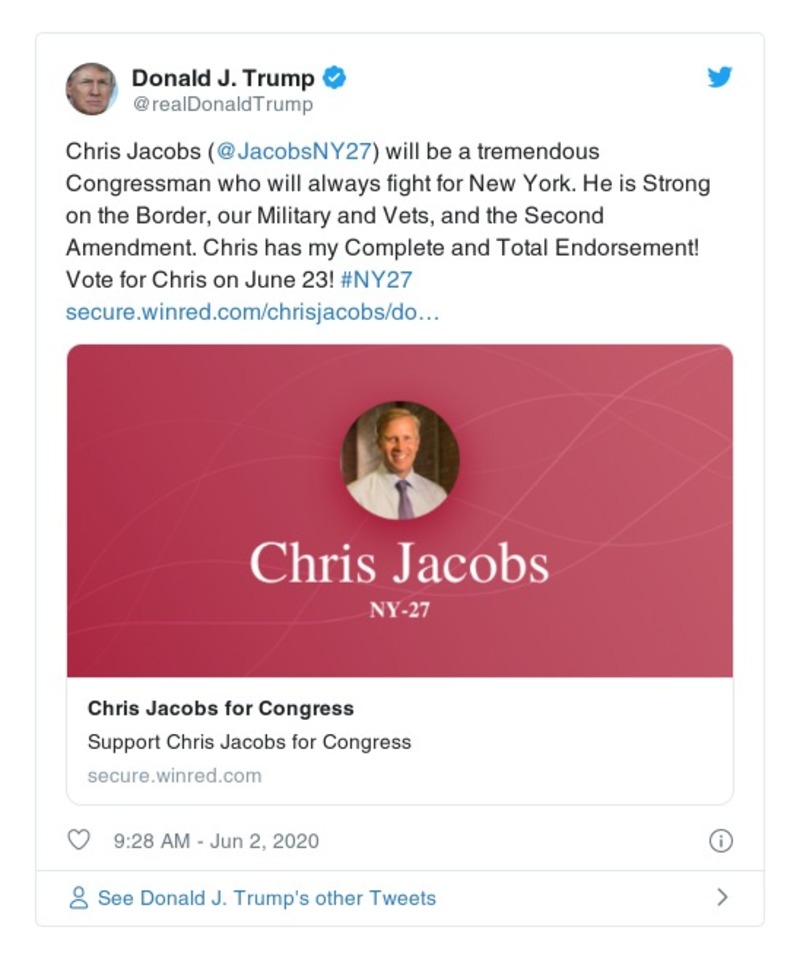 Donald J. Trump
@realDonaldTrump
Chris Jacobs (@JacobsNY27) will be a tremendous
Congressman who will always fight for New York. He is Strong
on the Border, our Military and Vets, and the Second
Amendment. Chris has my Complete and Total Endorsement!
Vote for Chris on June 23! #NY27
secure.winred.com/chrisjacobs/do…
Chris Jacobs
NY-27
Chris Jacobs for Congress
Support Chris Jacobs for Congress
secure.winred.com
9:28 AM - Jun 2, 2020
See Donald J. Trump's other Tweets